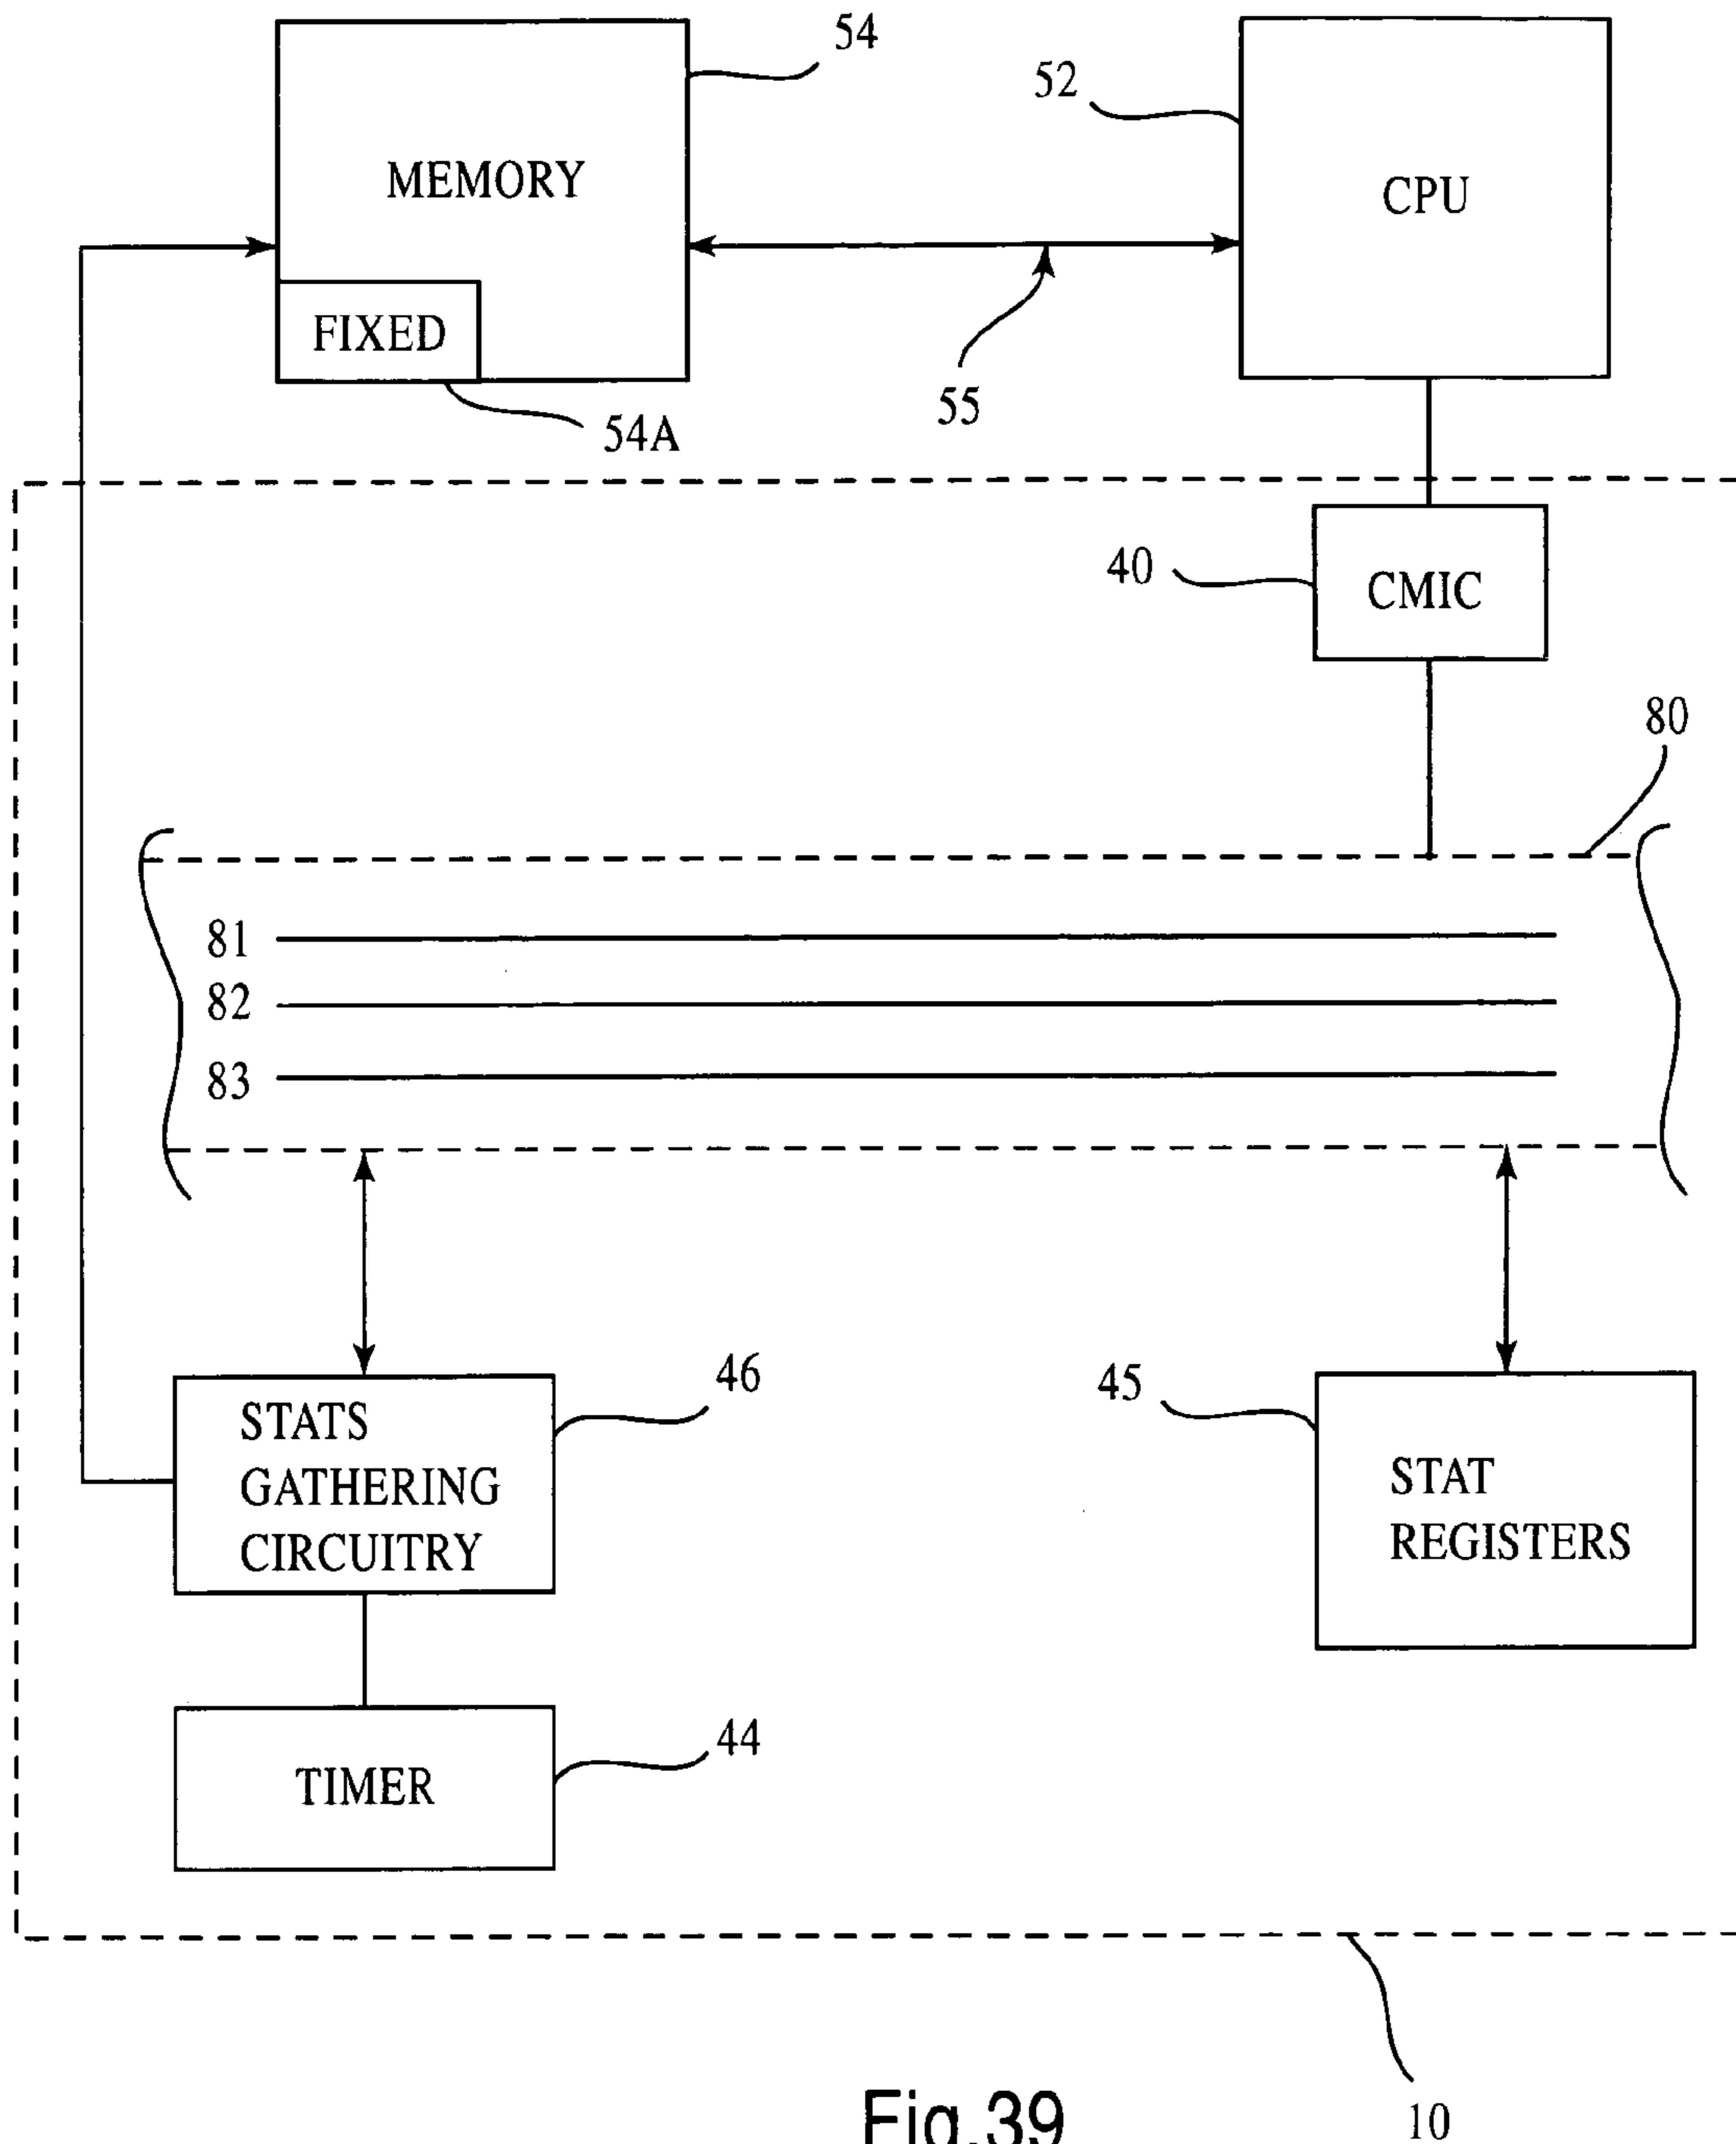 54
52
MEMORY
CPU
FIXED
55
54A
40
CMIC
80
81
82
83
46
45
STATS
GATHERING
CIRCUITRY
STAT
REGISTERS
44
TIMER
10
Fig.39